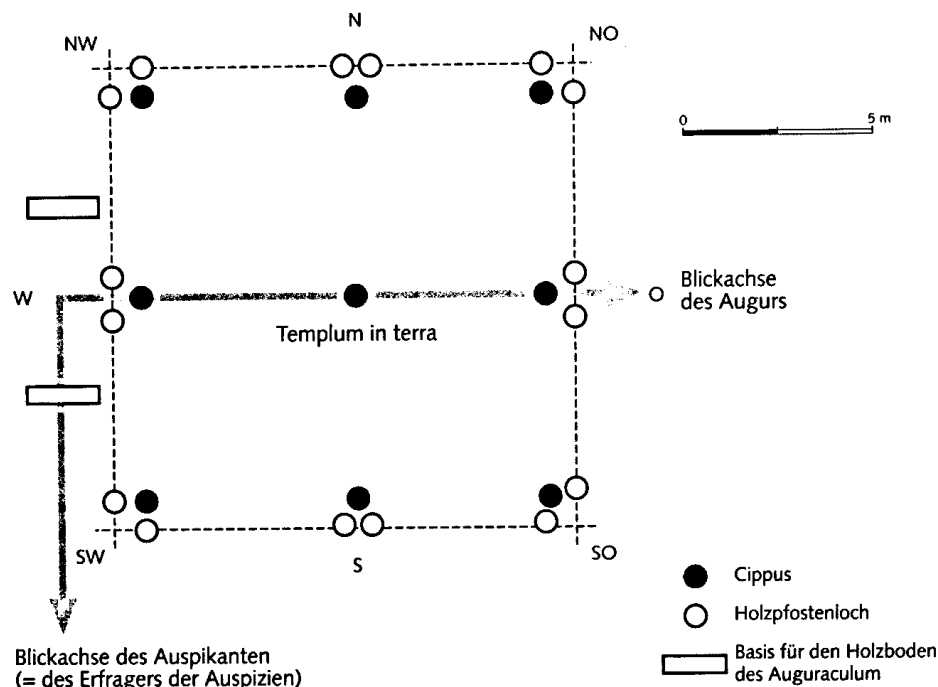 N
NW
NO
0 5 m
W
O
Blickachse
des Augurs
Templum in terra
SW
S
SO
Cippus
Holzpfostenloch
Basis für den Holzboden
des Auguraculum
Blickachse des Auspikanten
(= des Erfragers der Auspizien)